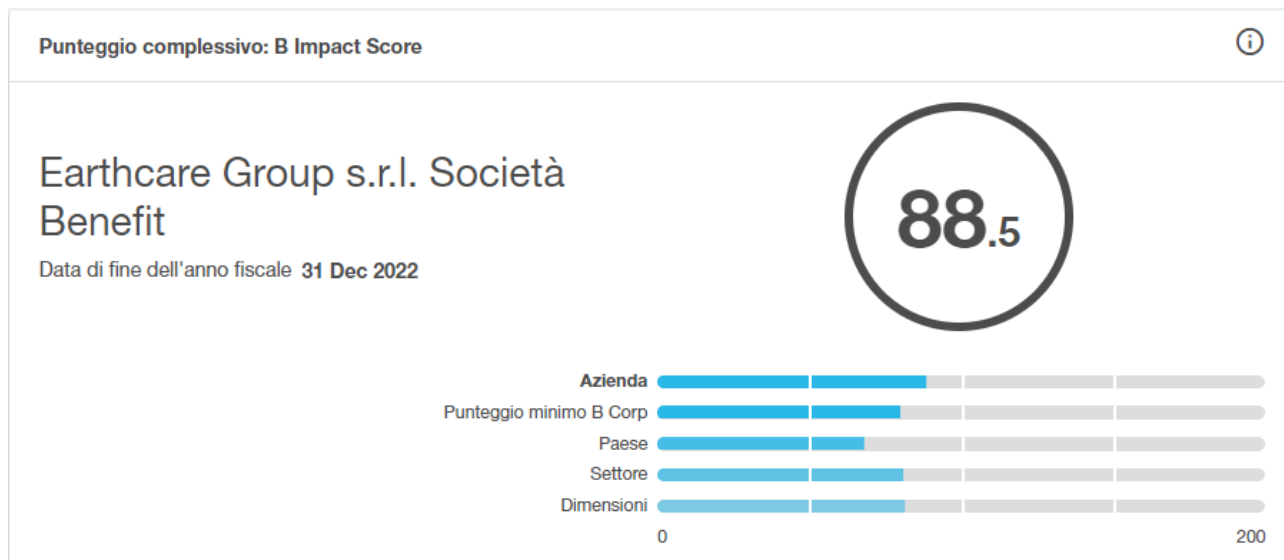 Punteggio complessivo: B Impact Score
Earthcare Group s.r.l. Società
Benefit
Data di fine dell'anno fiscale 31 Dec 2022
88.5
Azienda
Punteggio minimo B Corp
Paese
Settore
Dimensioni
0 200